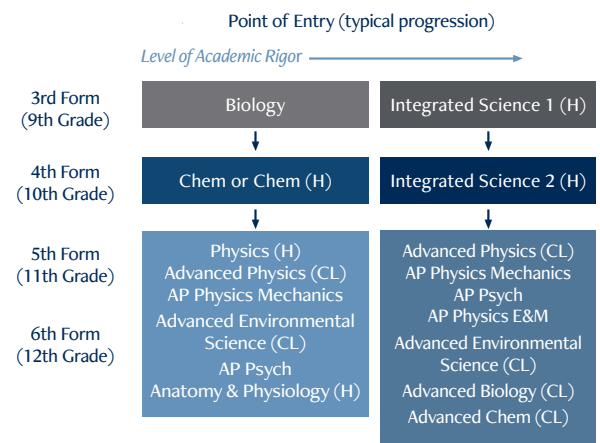 Point of Entry (typical progression)
Level of Academic Rigor
3rd Form
(9th Grade)
Biology
Integrated Science 1 (H)
4th Form
(10th Grade)
Chem or Chem (H)
Integrated Science 2 (H)
5th Form
(11th Grade)
6th Form
(12th Grade)
Physics (H)
Advanced Physics (CL)
AP Physics Mechanics
Advanced Environmental
Science (CL)
AP Psych
Anatomy & Physiology (H)
Advanced Physics (CL)
AP Physics Mechanics
AP Psych
AP Physics E&M
Advanced Environmental
Science (CL)
Advanced Biology (CL)
Advanced Chem (CL)